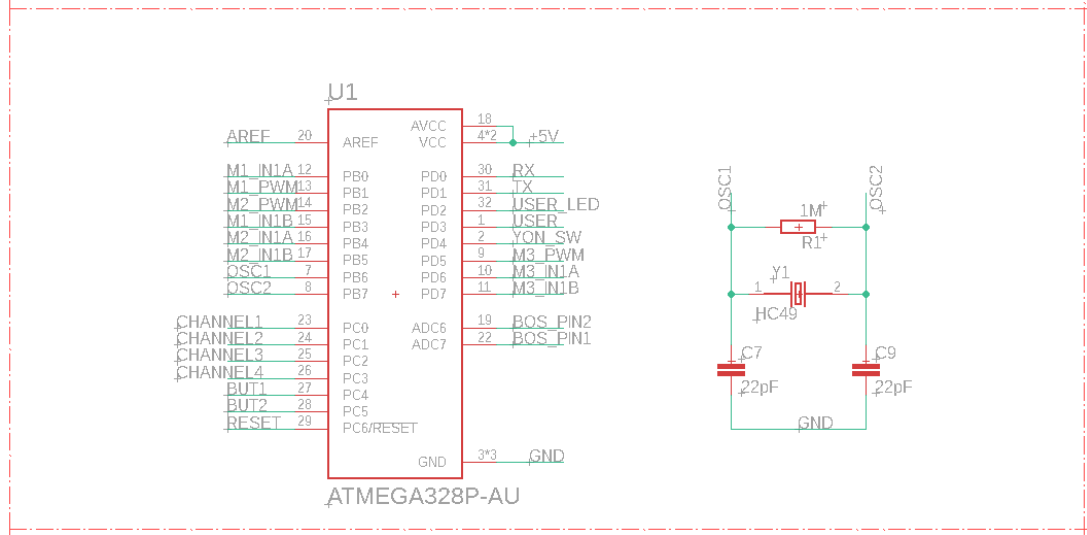 U1
AREF 20 AREF
AVCC 18
VCC 4*2 +5V
M1_IN1A 12 PB0
M1_PWM 13 PB1
M2_PWM 14 PB2
M1_IN1B 15 PB3
M2_IN1A 16 PB4
M2_IN1B 17 PB5
OSC1 7 PB6
OSC2 8 PB7
PD0 30 RX
PD1 31 TX
PD2 32 USER_LED
PD3 1 USER
PD4 2 YON_SW
PD5 9 M3_PWM
PD6 10 M3_IN1A
PD7 11 M3_IN1B
CHANNEL1 23 PC0
CHANNEL2 24 PC1
CHANNEL3 25 PC2
CHANNEL4 26 PC3
BUT1 27 PC4
BUT2 28 PC5
RESET 29 PC6/RESET
ADC6 19 BOS_PIN2
ADC7 22 BOS_PIN1
GND 3*3 GND
ATMEGA328P-AU
OSC1
OSC2
1M
R1
Y1
1 2
HC49
C7
22pF
C9
22pF
GND